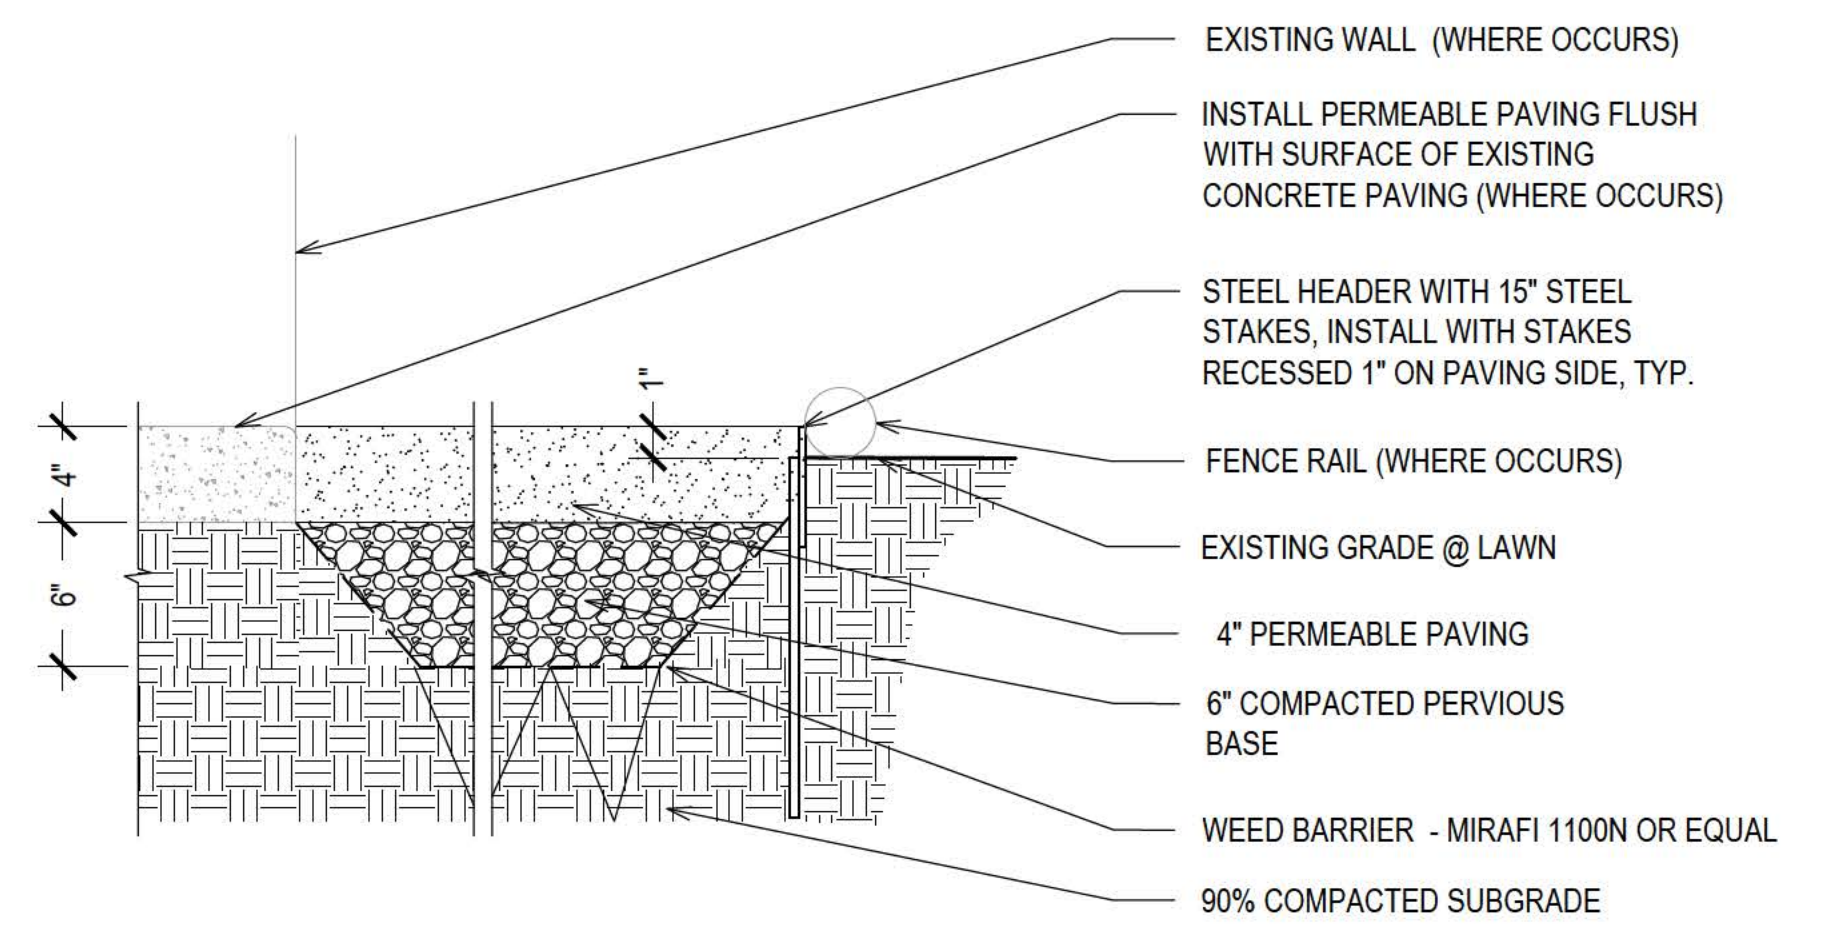 EXISTING WALL (WHERE OCCURS)
INSTALL PERMEABLE PAVING FLUSH
WITH SURFACE OF EXISTING
CONCRETE PAVING (WHERE OCCURS)
STEEL HEADER WITH 15" STEEL
STAKES, INSTALL WITH STAKES
RECESSED 1" ON PAVING SIDE, TYP.
1"
FENCE RAIL (WHERE OCCURS)
4"
EXISTING GRADE @ LAWN
6"
4" PERMEABLE PAVING
6" COMPACTED PERVIOUS
BASE
WEED BARRIER - MIRAFI 1100N OR EQUAL
90% COMPACTED SUBGRADE